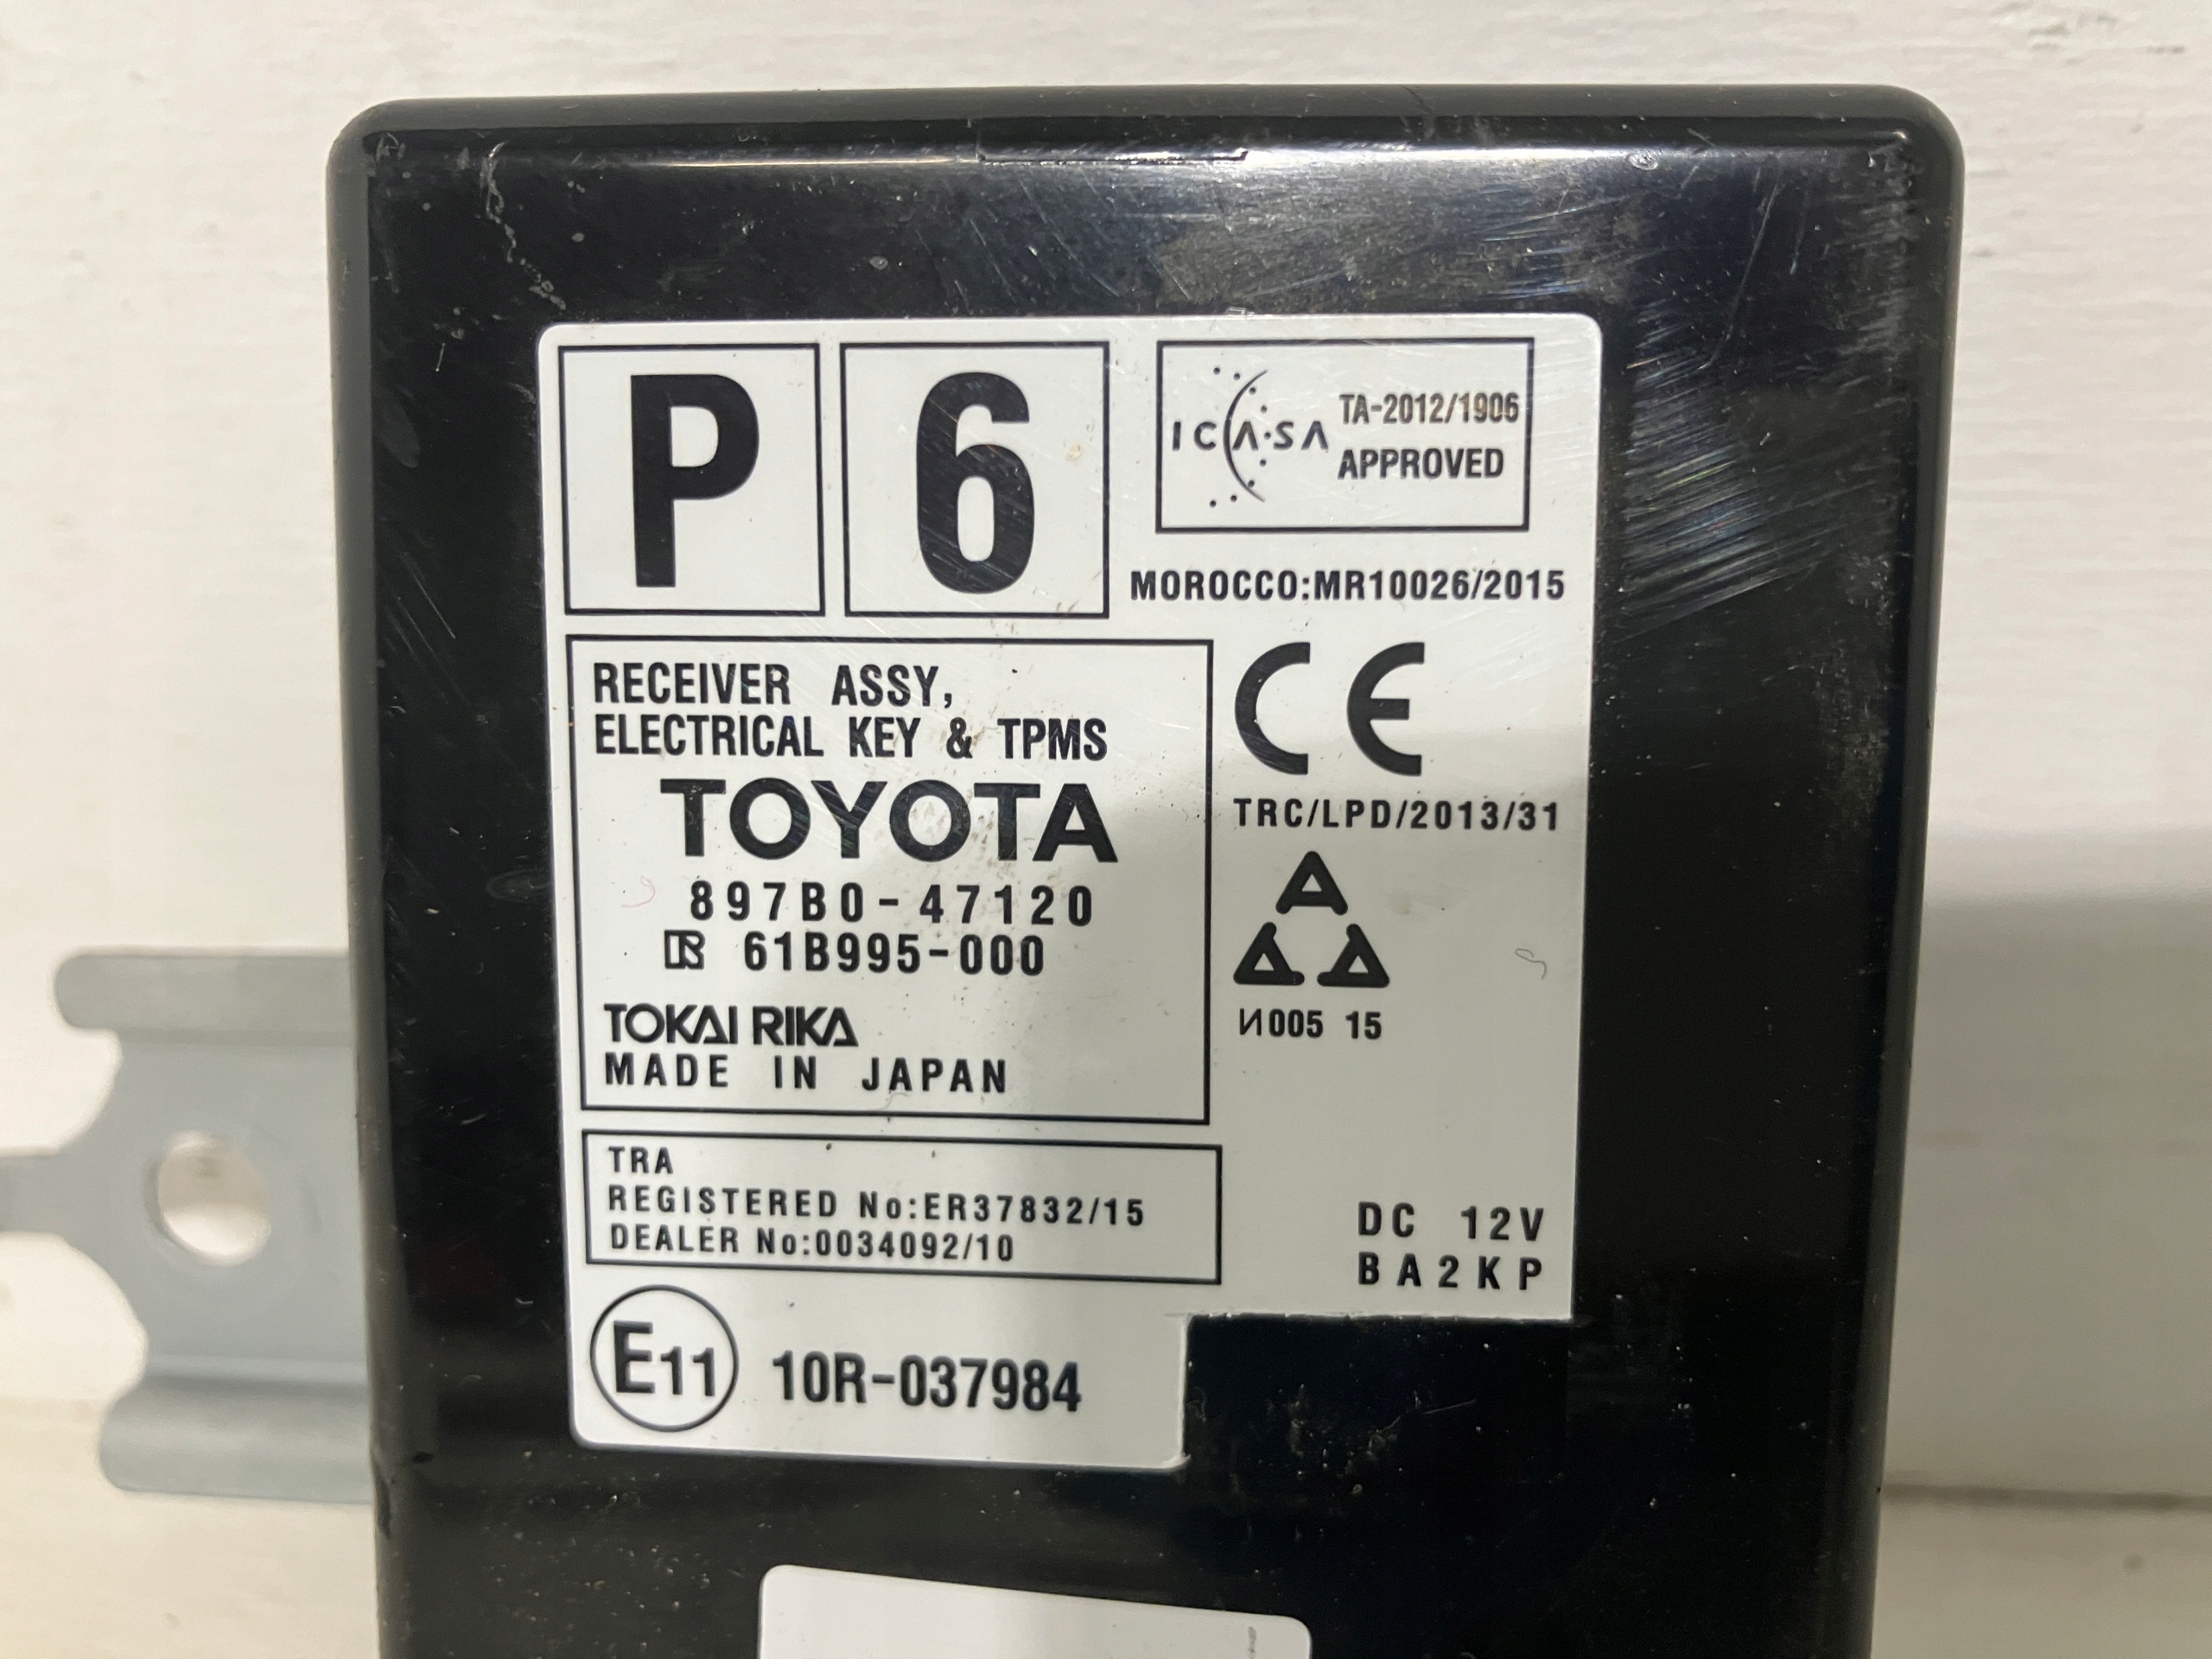 P 6
ICASA TA-2012/1906
APPROVED
MOROCCO:MR10026/2015
RECEIVER ASSY,
ELECTRICAL KEY & TPMS
TOYOTA
897B0-47120
61B995-000
TOKAI RIKA
MADE IN JAPAN
CE
TRC/LPD/2013/31
И005 15
TRA
REGISTERED No:ER37832/15
DEALER No:0034092/10
DC 12V
BA2KP
E11 10R-037984